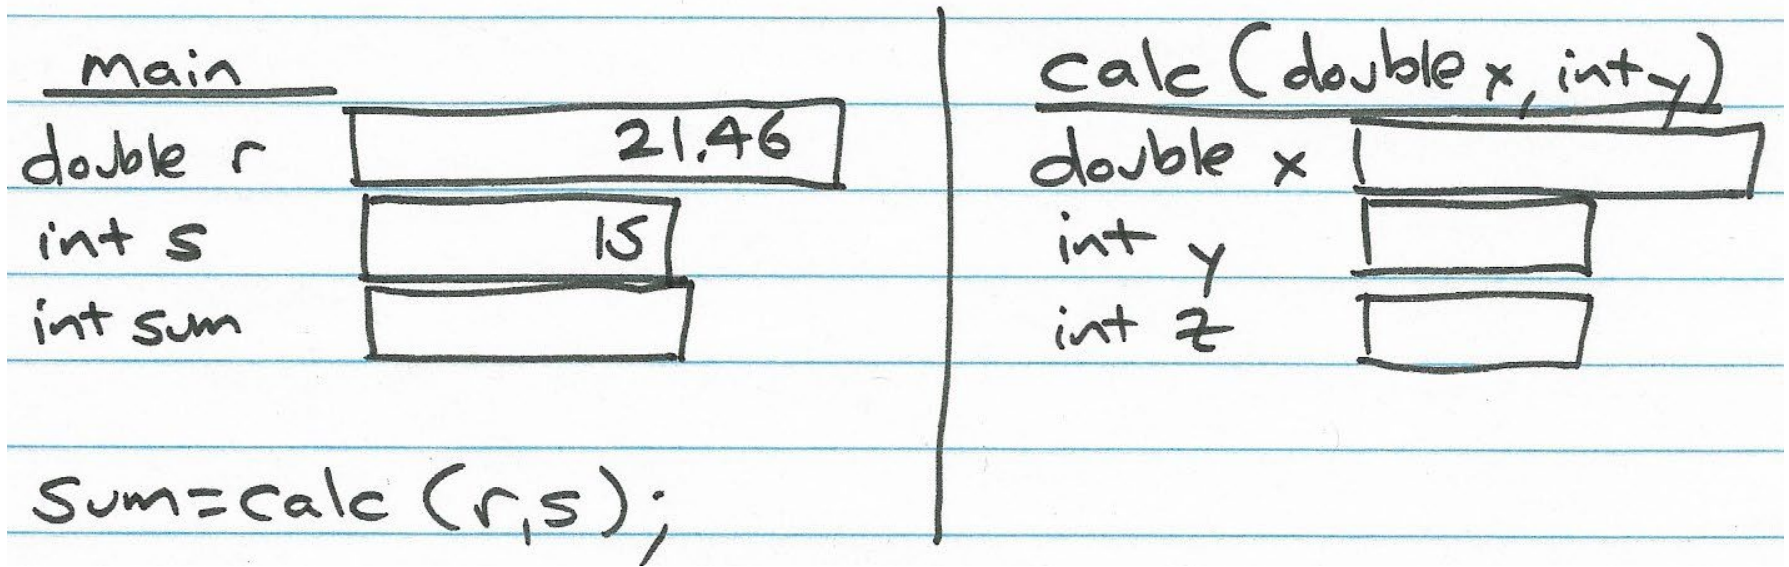 main
double r 21.46
int s 15
int sum
sum=calc (r,s);
calc (double x, int y)
double x
int y
int z